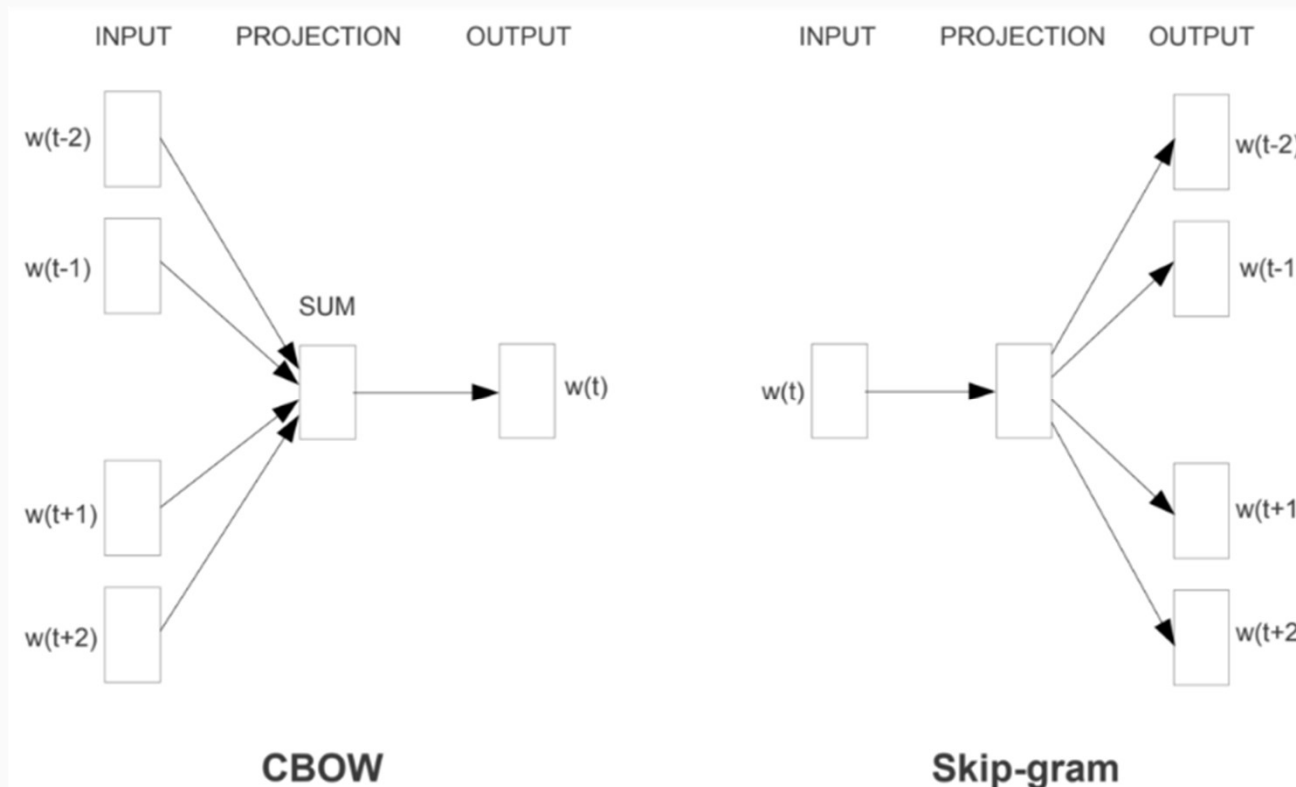 INPUT PROJECTION OUTPUT
w(t-2)
w(t-1)
SUM
w(t)
w(t+1)
w(t+2)
CBOW
INPUT PROJECTION OUTPUT
w(t-2)
w(t-1
w(t)
w(t+1
w(t+2
Skip-gram